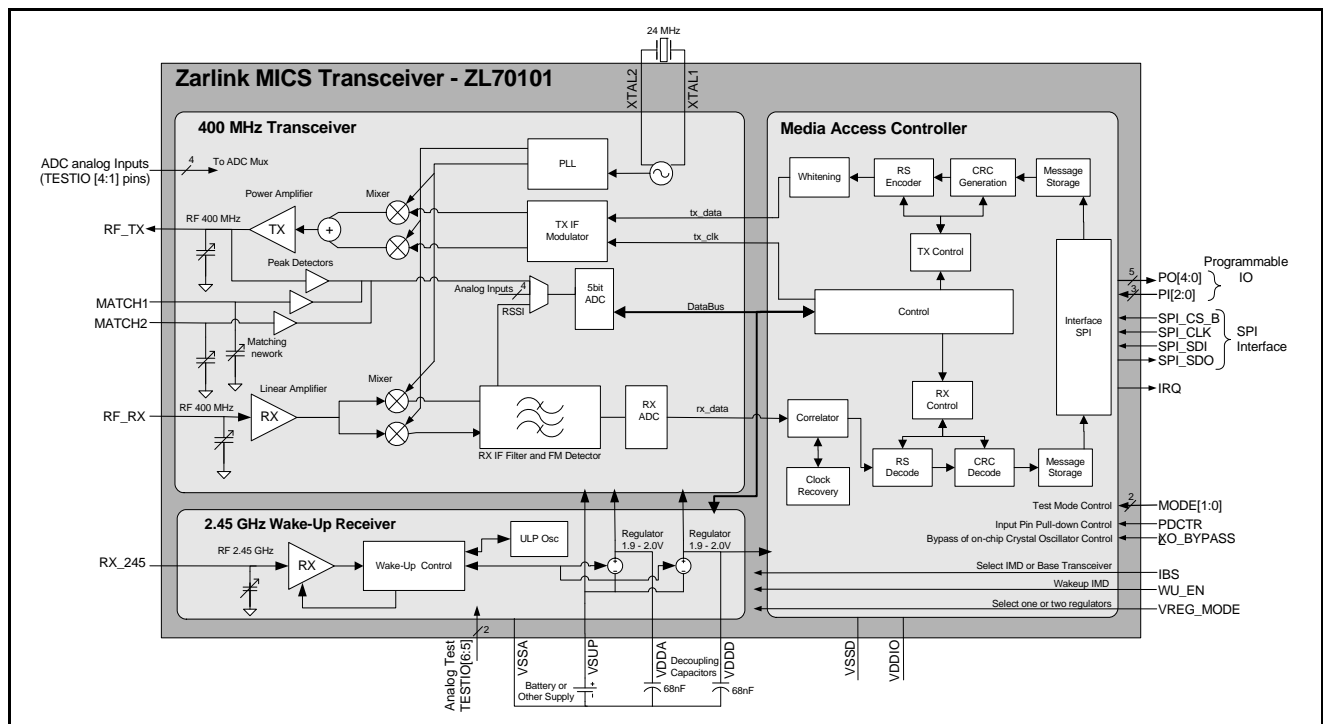 24 MHz
Zarlink MICS Transceiver - ZL70101
XTAL2
XTAL1
400 MHz Transceiver
Media Access Controller
ADC analog Inputs
(TESTIO [4:1] pins)
4
To ADC Mux
PLL
Whitening
RS
Encoder
CRC
Generation
Message
Storage
Power Amplifier
Mixer
RF_TX
RF 400 MHz
TX
+
TX IF
Modulator
tx_data
tx_clk
TX Control
Peak Detectors
MATCH1
MATCH2
Matching
nework
Analog Inputs
4
RSSI
5bit
ADC
DataBus
Control
Interface
SPI
5
PO[4:0]
3
PI[2:0]
Programmable
IO
SPI_CS_B
SPI_CLK
SPI_SDI
SPI_SDO
SPI
Interface
IRQ
Linear Amplifier
Mixer
RF_RX
RF 400 MHz
RX
RX IF Filter and FM Detector
RX
ADC
rx_data
Correlator
Clock
Recovery
RX
Control
RS
Decode
CRC
Decode
Message
Storage
2.45 GHz Wake-Up Receiver
RX_245
RF 2.45 GHz
RX
Wake-Up Control
ULP Osc
Regulator
1.9 - 2.0V
Regulator
1.9 - 2.0V
Test Mode Control
2
MODE[1:0]
Input Pin Pull-down Control
PDCTR
Bypass of on-chip Crystal Oscillator Control
XO_BYPASS
Select IMD or Base Transceiver
IBS
Wakeup IMD
WU_EN
Select one or two regulators
VREG_MODE
Analog Test
TESTIO[6:5]
2
VSSA
VSUP
VDDA
VDDD
VSSD
VDDIO
Battery or
Other Supply
Decoupling
Capacitors
68nF
68nF